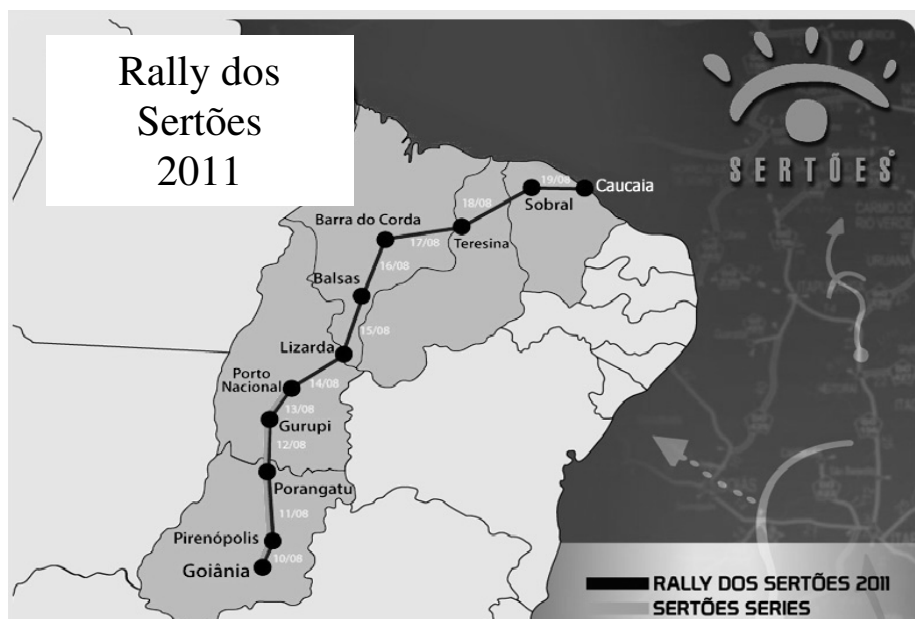 Rally dos
Sertões
2011
SERTÕES
19/08
Caucaia
Sobral
18/08
Barra do Corda
17/08
Teresina
16/08
Balsas
15/08
Lizarda
Porto
Nacional
14/08
13/08
Gurupi
12/08
Porangatu
11/08
Pirenópolis
10/08
Goiânia
RALLY DOS SERTÕES 2011
SERTÕES SERIES